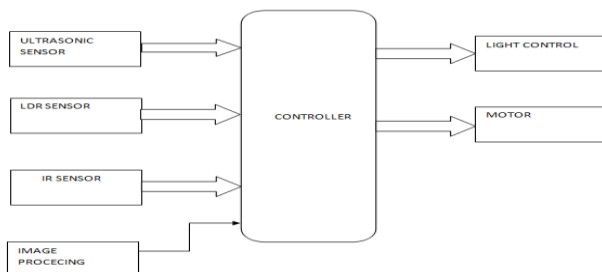 ULTRASONIC
SENSOR
LDR SENSOR
IR SENSOR
IMAGE
PROCECING
CONTROLLER
LIGHT CONTROL
MOTOR